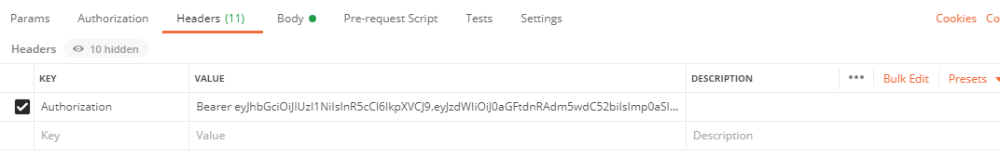 Params Authorization Headers (11) Body Pre-request Script Tests Settings Cookies Co
Headers 10 hidden
KEY VALUE DESCRIPTION ••• Bulk Edit Presets
Authorization Bearer eyJhbGciOiJIUzI1NiIsInR5cCI6IkpXVCJ9.eyJzdWIiOiJ0aGFtdnRAdm5wdC52biIsImp0aSI...
Key Value Description